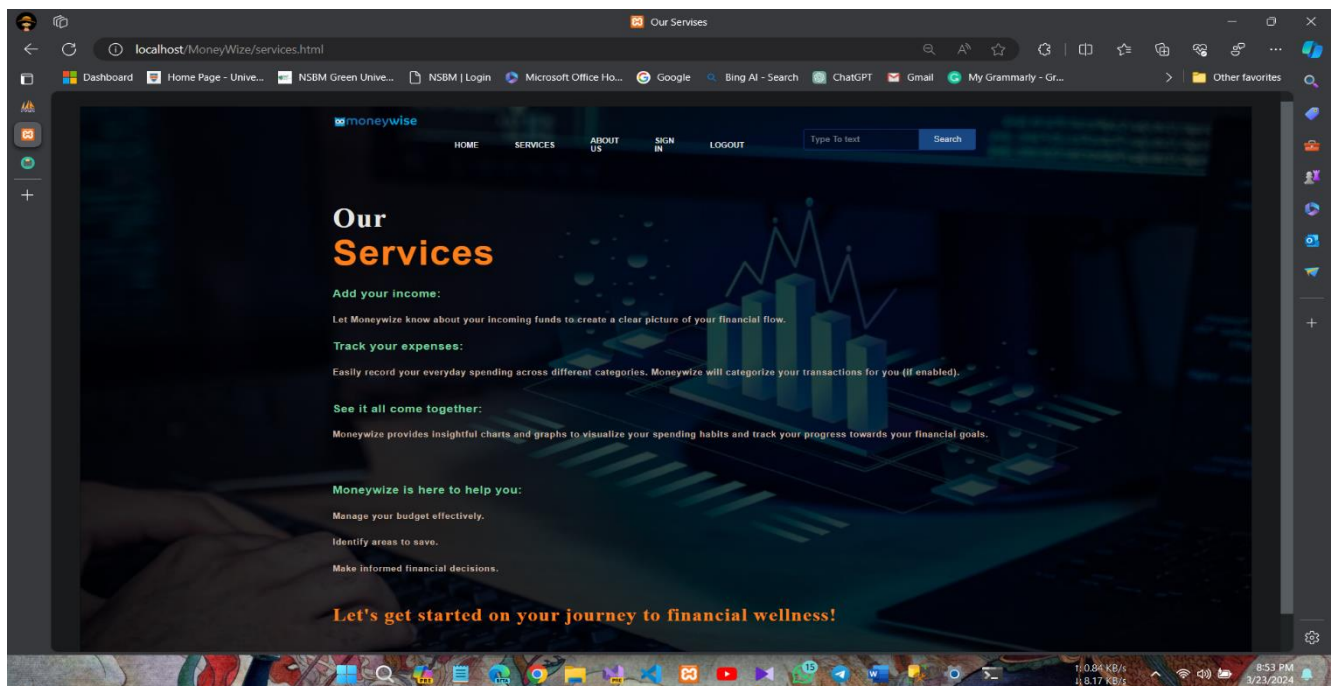 Our Servises
localhost/MoneyWize/services.html
Dashboard Home Page - Unive... NSBM Green Unive... NSBM | Login Microsoft Office Ho... Google Bing AI - Search ChatGPT Gmail My Grammarly - Gr... Other favorites
moneywise
HOME SERVICES ABOUT US SIGN IN LOGOUT Type To text Search
Our
Services
Add your income:
Let Moneywize know about your incoming funds to create a clear picture of your financial flow.
Track your expenses:
Easily record your everyday spending across different categories. Moneywize will categorize your transactions for you (if enabled).
See it all come together:
Moneywize provides insightful charts and graphs to visualize your spending habits and track your progress towards your financial goals.
Moneywize is here to help you:
Manage your budget effectively.
Identify areas to save.
Make informed financial decisions.
Let's get started on your journey to financial wellness!
PRE BETA PRE 15
↑: 0.84 KB/s
↓: 8.17 KB/s
8:53 PM
3/23/2024